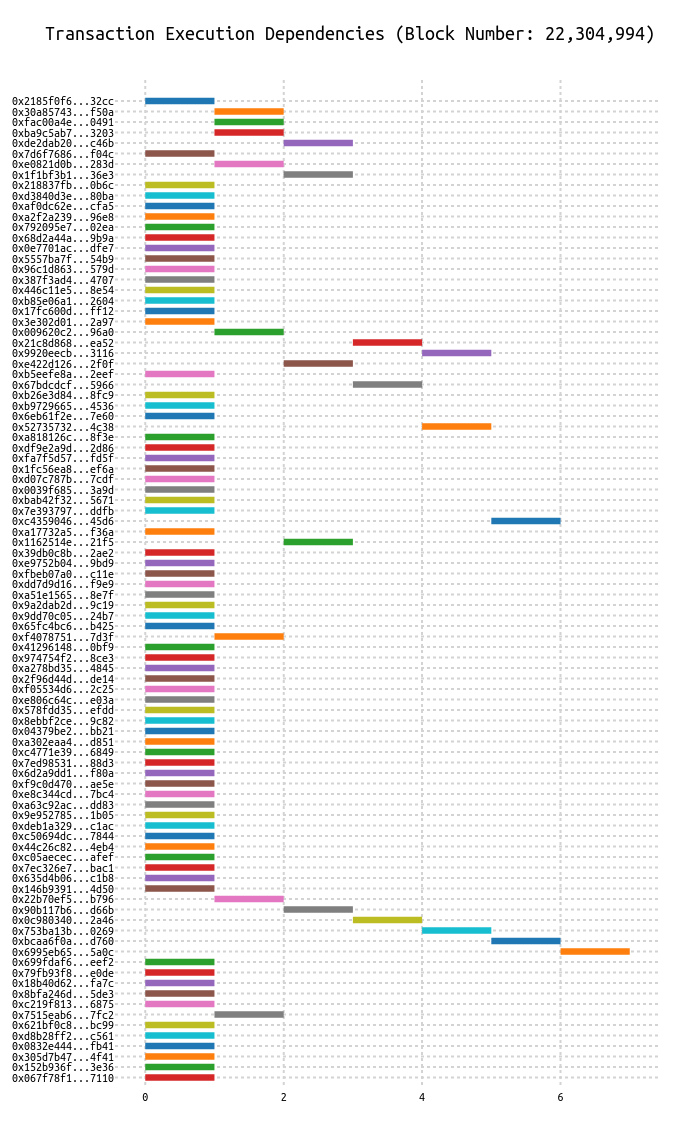 Transaction Execution Dependencies (Block Number: 22,304,994)
0x2185f0f6...32cc
0x30a85743...f50a
0xfac00a4e...0491
0xba9c5ab7...3203
0xde2dab20...c46b
0x7d6f7686...f04c
0xe0821d0b...283d
0x1f1bf3b1...36e3
0x218837fb...0b6c
0xd3840d3e...80ba
0xaf0dc62e...cfa5
0xa2f2a239...96e8
0x792095e7...02ea
0x68d2a44a...9b9a
0x0e7701ac...dfe7
0x5557ba7f...54b9
0x96c1d863...579d
0x387f3ad4...4707
0x446c11e5...8e54
0xb85e06a1...2604
0x17fc600d...ff12
0x3e302d01...2a97
0x009620c2...96a0
0x21c8d868...ea52
0x9920eecb...3116
0xe422d126...2f0f
0xb5eefe8a...2eef
0x67bdcdcf...5966
0xb26e3d84...8fc9
0xb9729665...4536
0x6eb61f2e...7e60
0x52735732...4c38
0xa818126c...8f3e
0xdf9e2a9d...2d86
0xfa7f5d57...fd5f
0x1fc56ea8...ef6a
0xd07c787b...7cdf
0x0039f685...3a9d
0xbab42f32...5671
0x7e393797...ddfb
0xc4359046...45d6
0xa17732a5...f36a
0x1162514e...21f5
0x39db0c8b...2ae2
0xe9752b04...9bd9
0xfbeb07a0...c11e
0xdd7d9d16...f9e9
0xa51e1565...8e7f
0x9a2dab2d...9c19
0x9dd70c05...24b7
0x65fc4bc6...b425
0xf4078751...7d3f
0x41296148...0bf9
0x974754f2...8ce3
0xa278bd35...4845
0x2f96d44d...de14
0xf05534d6...2c25
0xe806c64c...e03a
0x578fdd35...efdd
0x8ebbf2ce...9c82
0x04379be2...bb21
0xa302eaa4...d851
0xc4771e39...6849
0x7ed98531...88d3
0x6d2a9dd1...f80a
0xf9c0d470...ae5e
0xe8c344cd...7bc4
0xa63c92ac...dd83
0x9e952785...1b05
0xdeb1a329...c1ac
0xc50694dc...7844
0x44c26c82...4eb4
0xc05aecec...afef
0x7ec326e7...bac1
0x635d4b06...c1b8
0x146b9391...4d50
0x22b70ef5...b796
0x90b117b6...d66b
0x0c980340...2a46
0x753ba13b...0269
0xbcaa6f0a...d760
0x6995eb65...5a0c
0x699fdaf6...eef2
0x79fb93f8...e0de
0x18b40d62...fa7c
0x8bfa246d...5de3
0xc219f813...6875
0x7515eab6...7fc2
0x621bf0c8...bc99
0xd8b28ff2...c561
0x0832e444...fb41
0x305d7b47...4f41
0x152b936f...3e36
0x067f78f1...7110
0 2 4 6